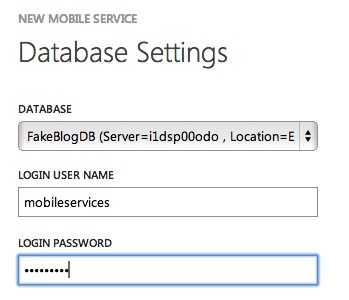 NEW MOBILE SERVICE
Database Settings
DATABASE
FakeBlogDB (Server=i1dsp00odo , Location=E
LOGIN USER NAME
mobileservices
LOGIN PASSWORD
•••••••••